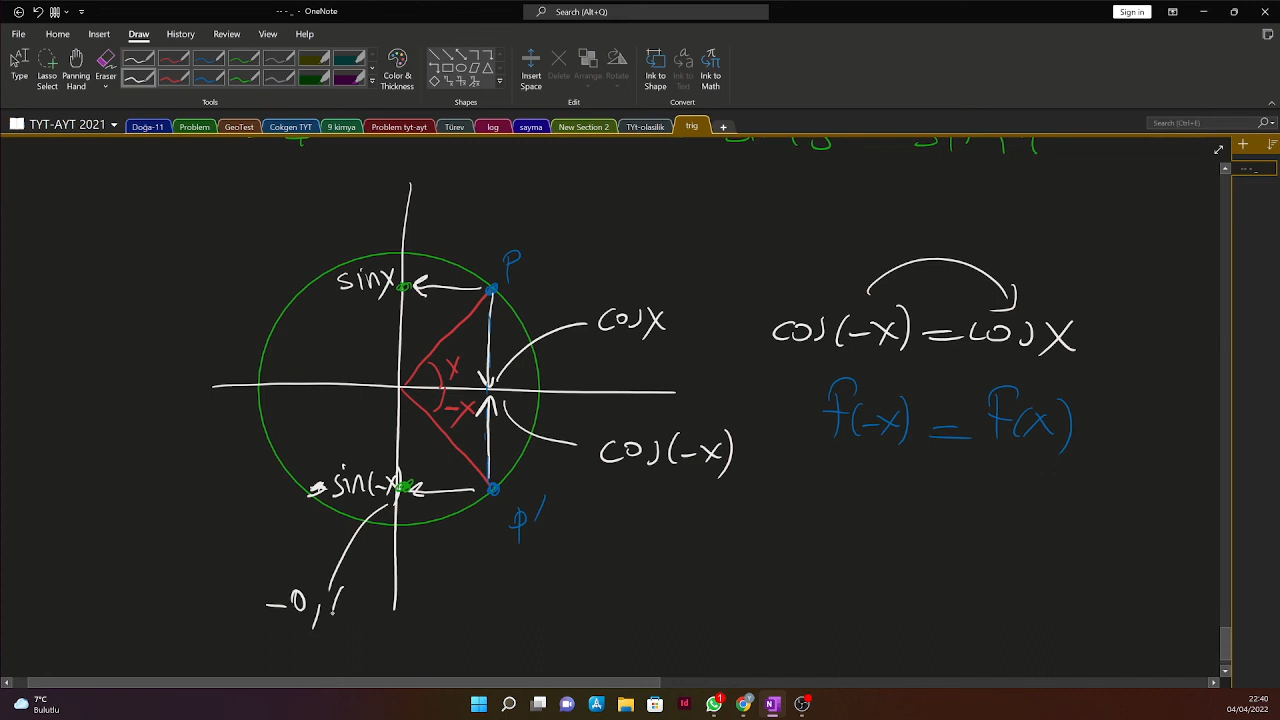 -- -_ - OneNote
Search (Alt+Q)
Sign in
File Home Insert Draw History Review View Help
Type
Lasso Select
Panning Hand
Eraser
Color & Thickness
Insert Space
Delete
Arrange
Rotate
Ink to Shape
Ink to Text
Ink to Math
Tools
Shapes
Edit
Convert
TYT-AYT 2021
Doğa-11 Problem GeoTest Cokgen TYT 9 kimya Problem tyt-ayt Türev log sayma New Section 2 TYt-olasilik trig
Search (Ctrl+E)
-- -_
P
sinx
cosx
x
-x
cos(-x)
sin(-x)
P'
-0,
cos(-x)=cosx
f(-x)=f(x)
7°C
Bulutlu
1
Id
N
22:40
04/04/2022